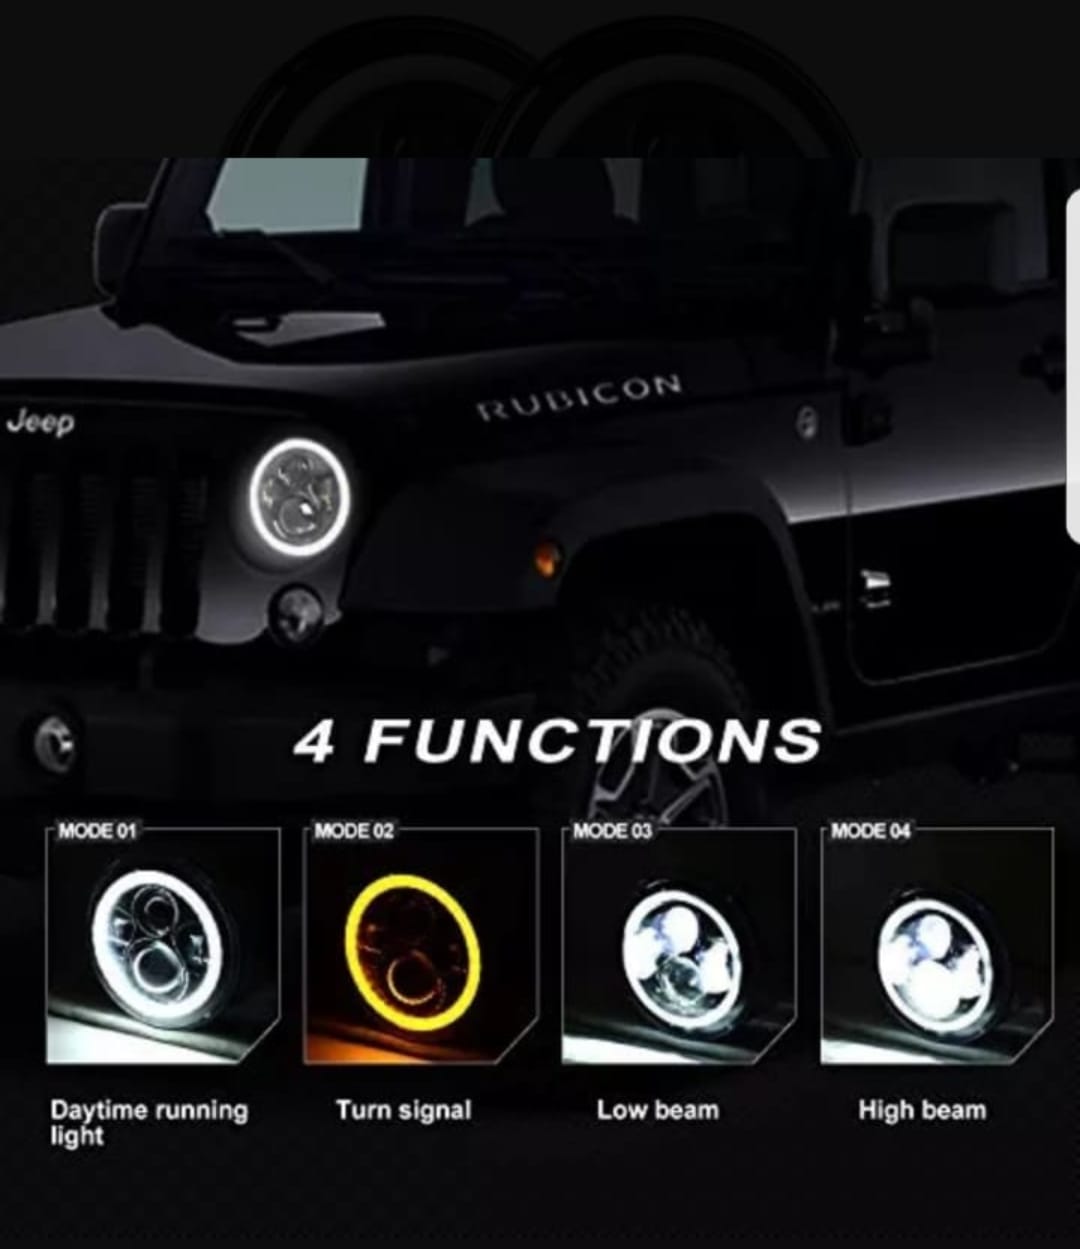 Jeep
RUBICON
4 FUNCTIONS
MODE 01
MODE 02
MODE 03
MODE 04
Daytime running
light
Turn signal
Low beam
High beam